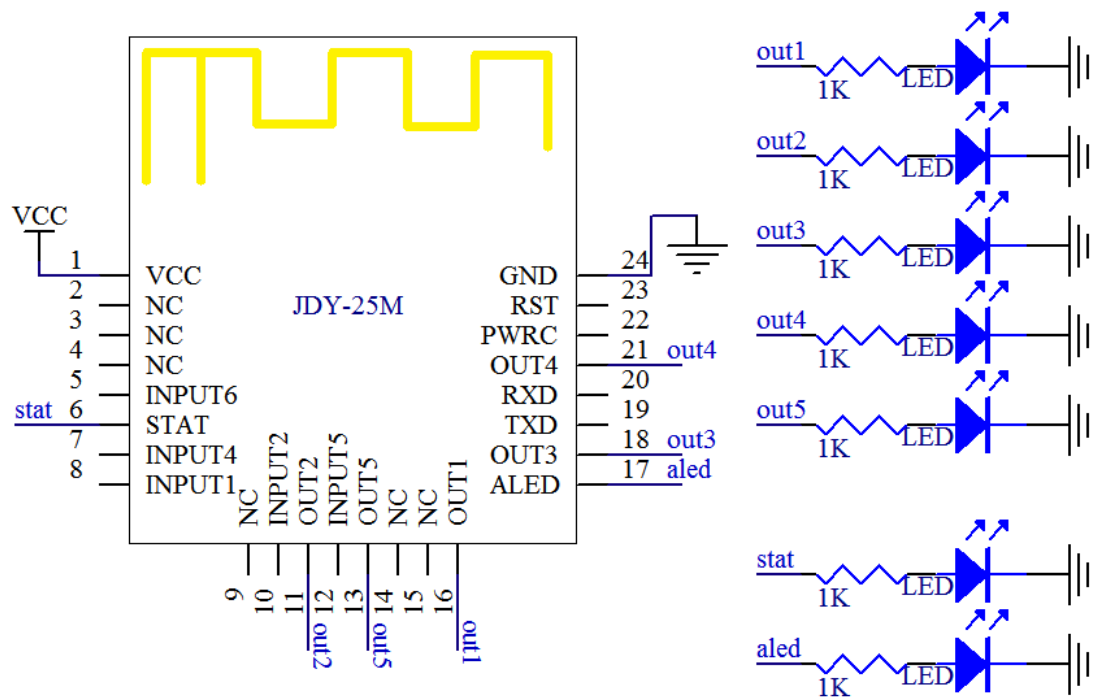 VCC
1 VCC
2 NC
3 NC
4 NC
5 INPUT6
stat 6 STAT
7 INPUT4
8 INPUT1
JDY-25M
GND 24
RST 23
PWRC 22
OUT4 21 out4
RXD 20
TXD 19
OUT3 18 out3
ALED 17 aled
NC INPUT2 OUT2 INPUT5 OUT5 NC NC OUT1
9 10 11 12 13 14 15 16
out2 out5 out1
out1 1K LED
out2 1K LED
out3 1K LED
out4 1K LED
out5 1K LED
stat 1K LED
aled 1K LED